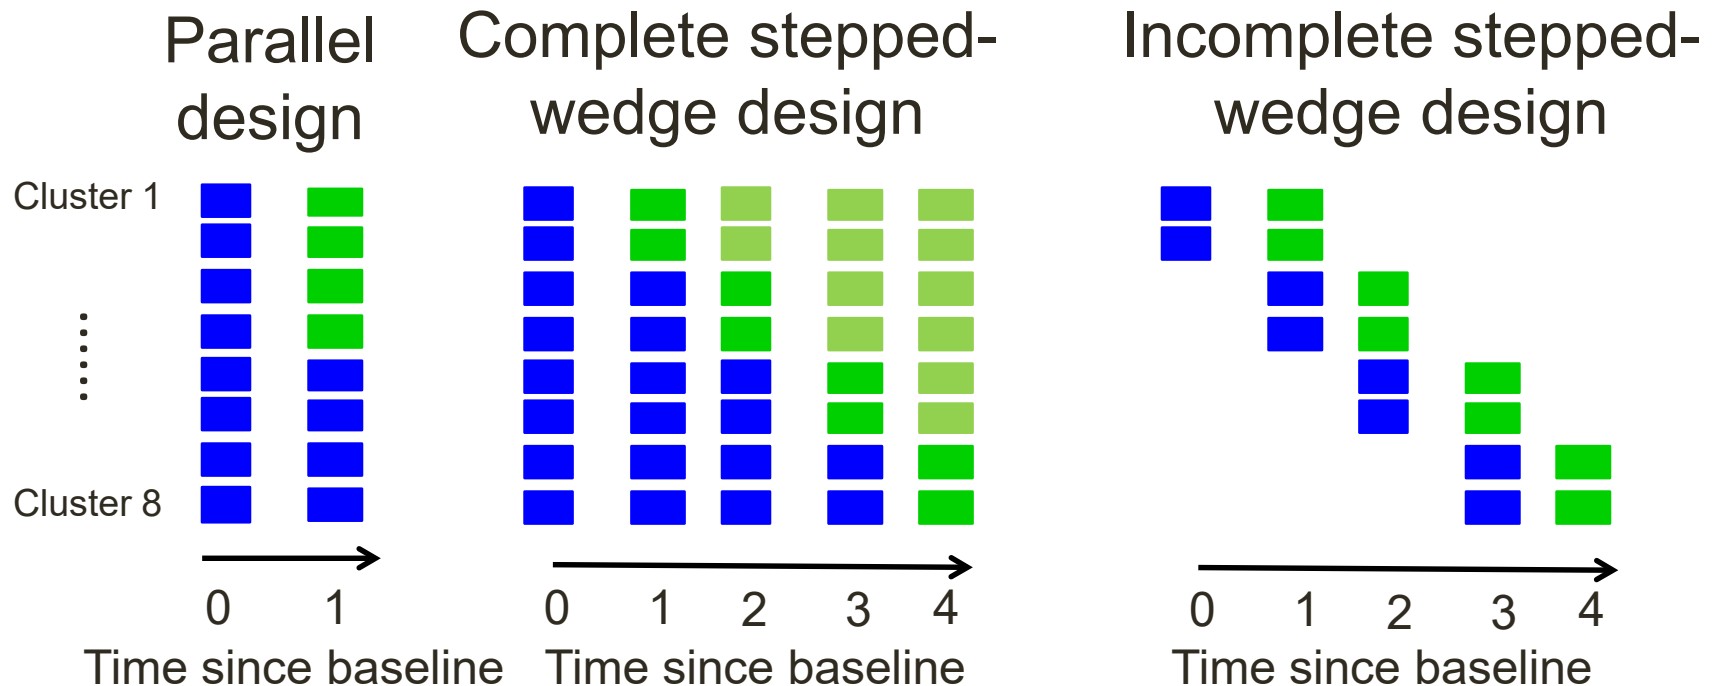 Parallel
design
Complete stepped-
wedge design
Incomplete stepped-
wedge design
Cluster 1
Cluster 8
0 1
Time since baseline
0 1 2 3 4
Time since baseline
0 1 2 3 4
Time since baseline